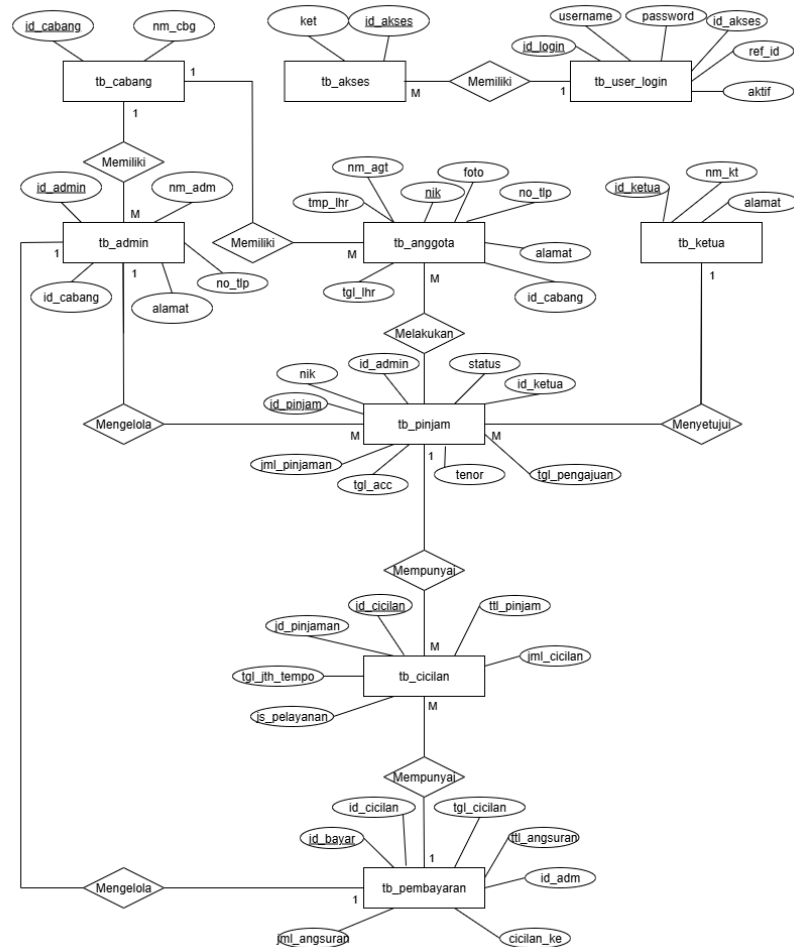 id_cabang
nm_cbg
tb_cabang
1
1
Memiliki
M
ket
id_akses
tb_akses
M
Memiliki
1
username
password
id_akses
id_login
ref_id
aktif
tb_user_login
id_admin
nm_adm
tb_admin
1
1
id_cabang
alamat
no_tlp
Memiliki
M
nm_agt
foto
nik
no_tlp
tmp_lhr
tb_anggota
alamat
tgl_lhr
id_cabang
M
Melakukan
id_ketua
nm_kt
alamat
tb_ketua
1
Mengelola
M
nik
id_admin
status
id_ketua
id_pinjam
tb_pinjam
jml_pinjaman
tgl_acc
tenor
tgl_pengajuan
1
M
Menyetujui
Mempunyai
M
id_cicilan
ttl_pinjam
id_pinjaman
jml_cicilan
tgl_jth_tempo
tb_cicilan
js_pelayanan
M
Mempunyai
1
id_cicilan
tgl_cicilan
id_bayar
ttl_angsuran
tb_pembayaran
id_adm
jml_angsuran
cicilan_ke
Mengelola
1